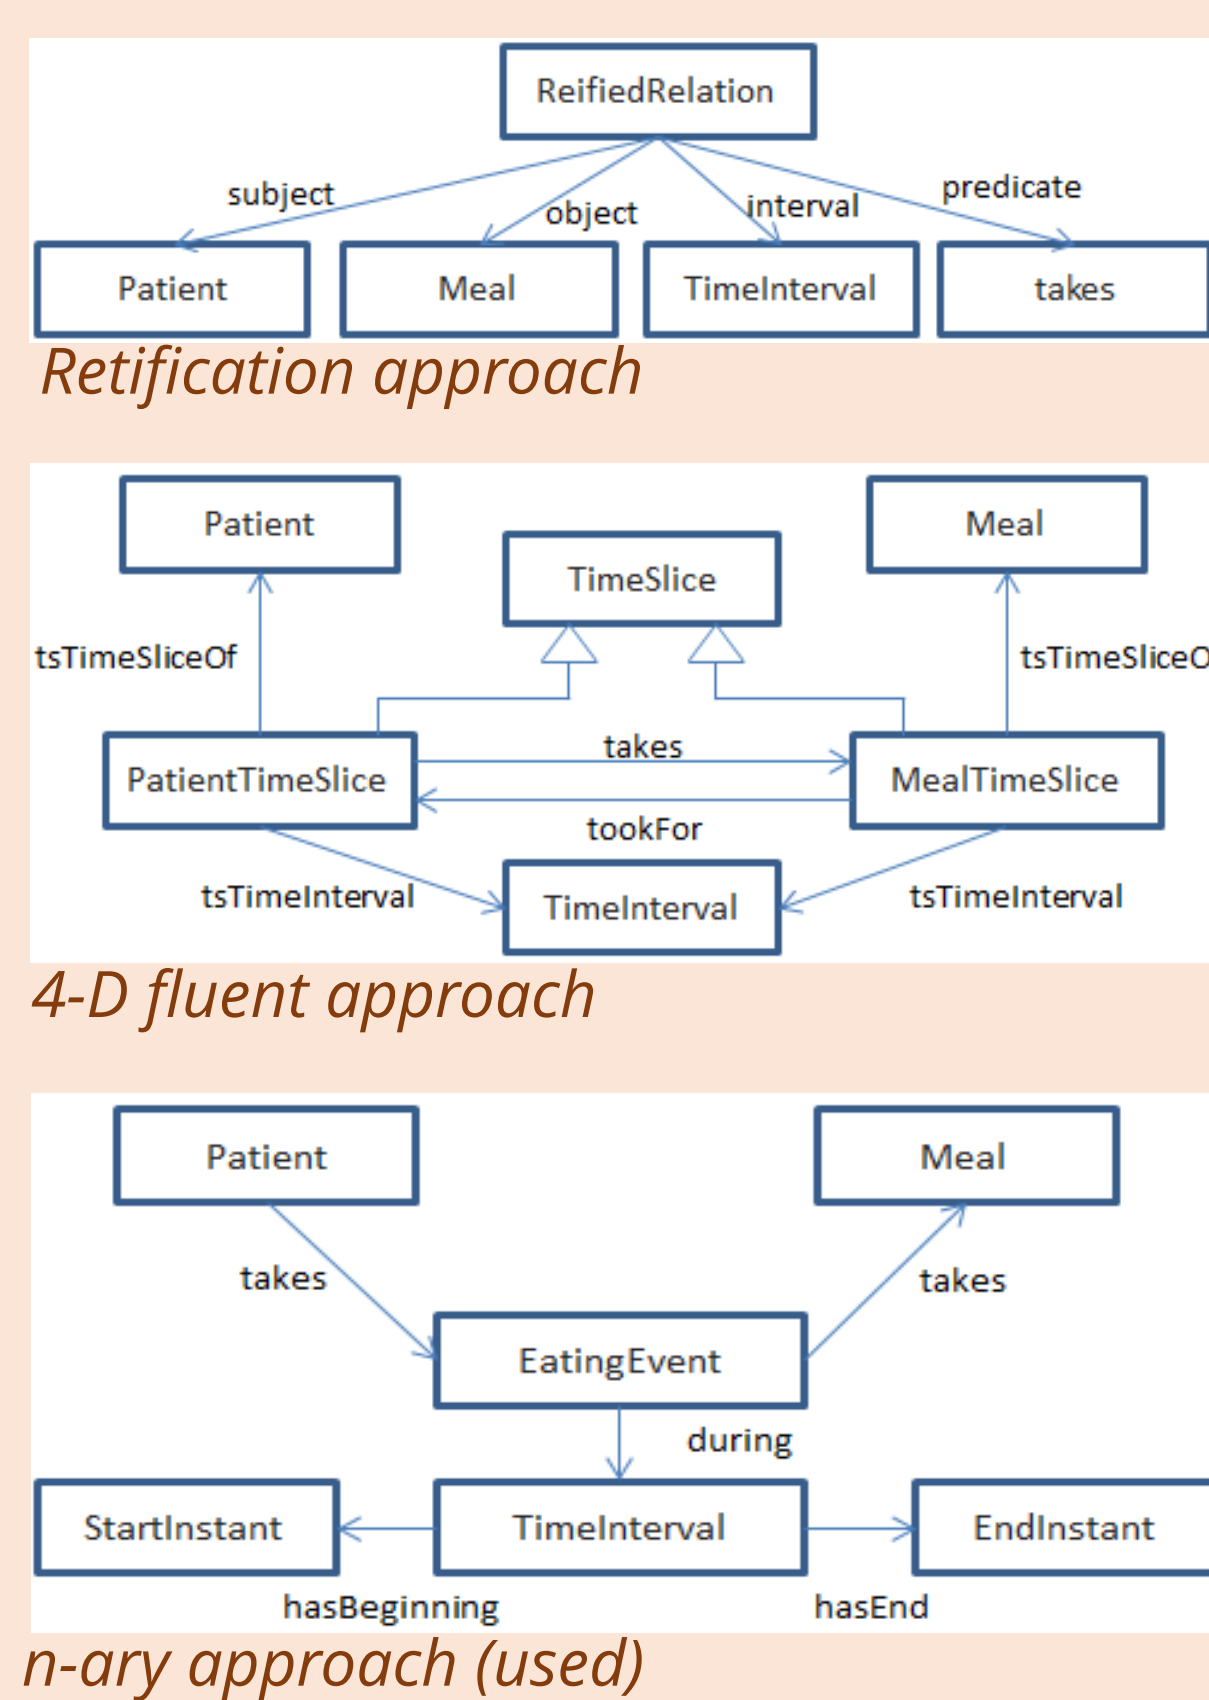 ReifiedRelation
subject
object
interval
predicate
Patient
Meal
TimeInterval
takes
Retification approach
Patient
Meal
TimeSlice
tsTimeSliceOf
tsTimeSliceO
takes
PatientTimeSlice
MealTimeSlice
tookFor
tsTimeInterval
TimeInterval
tsTimeInterval
4-D fluent approach
Patient
Meal
takes
takes
EatingEvent
during
StartInstant
TimeInterval
EndInstant
hasBeginning
hasEnd
n-ary approach (used)